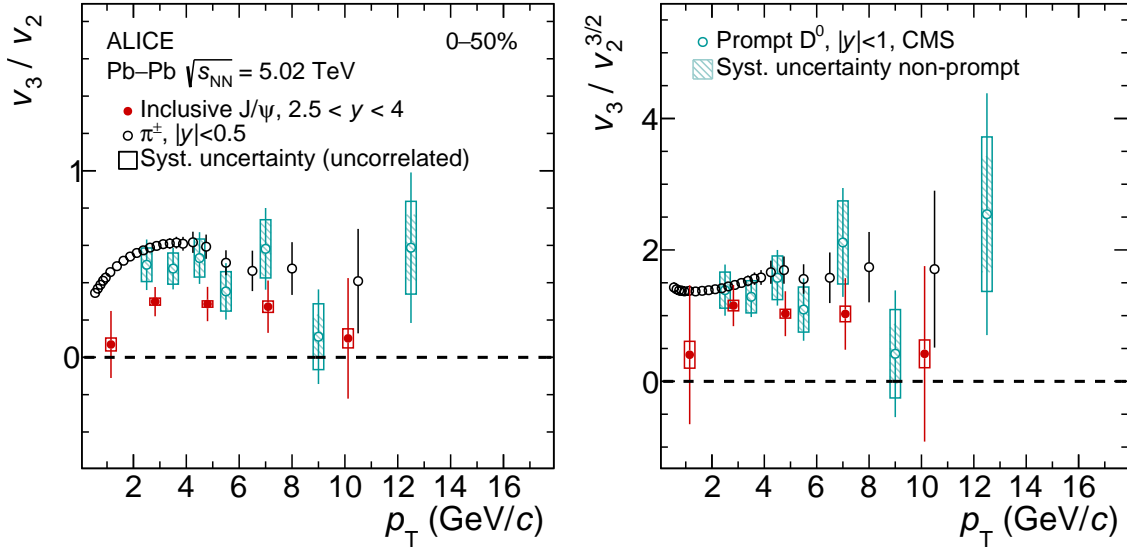 v3 / v2
ALICE 0–50%
Pb–Pb √sNN = 5.02 TeV
Inclusive J/ψ, 2.5 < y < 4
π±, |y|<0.5
Syst. uncertainty (uncorrelated)
1
0
2 4 6 8 10 12 14 16
pT (GeV/c)
v3 / v2^3/2
Prompt D0, |y|<1, CMS
Syst. uncertainty non-prompt
4
2
0
2 4 6 8 10 12 14 16
pT (GeV/c)